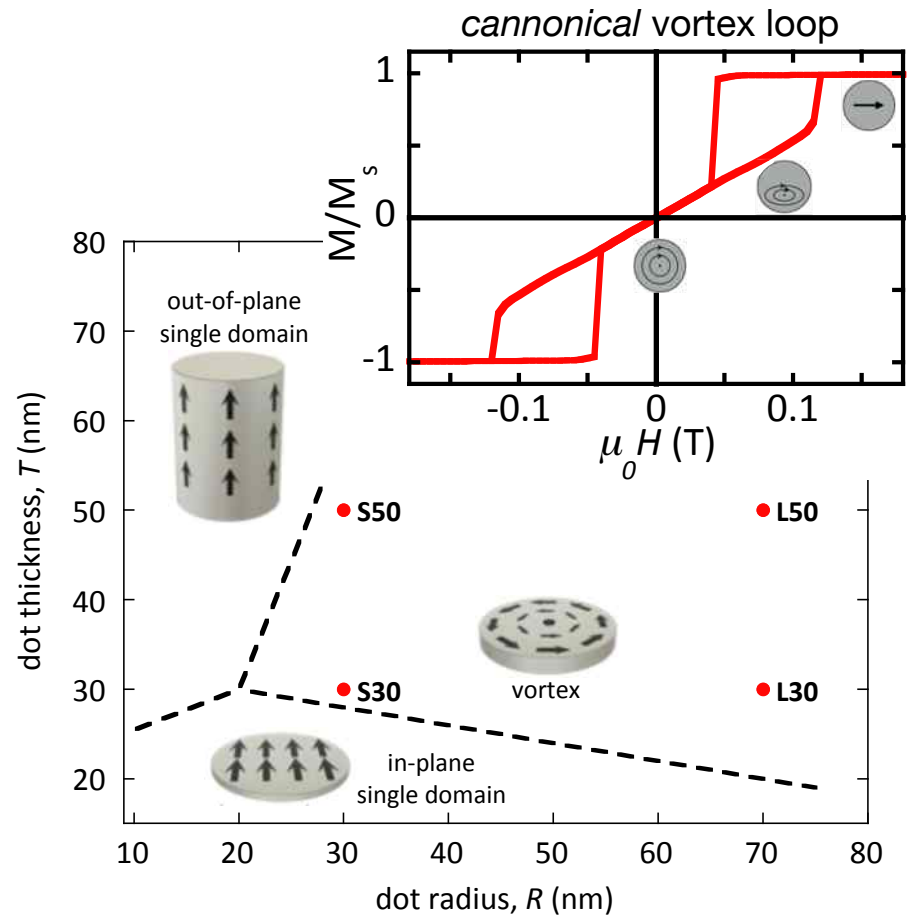 cannonical vortex loop
1
0
-1
M/Ms
-0.1
0
0.1
μ0H (T)
80
70
60
50
40
30
20
dot thickness, T (nm)
out-of-plane
single domain
S50
L50
vortex
S30
L30
in-plane
single domain
10
20
30
40
50
60
70
80
dot radius, R (nm)